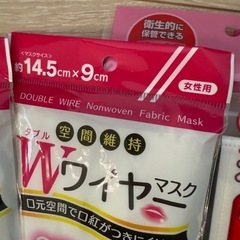 衛生的に
保管できる
<マスクサイズ>
約14.5cm×9cm
女性用
DOUBLE WIRE Nonwoven Fabric Mask
空間維持
ダブル
Wワイヤーマスク
口元空間で口紅がつきにくい